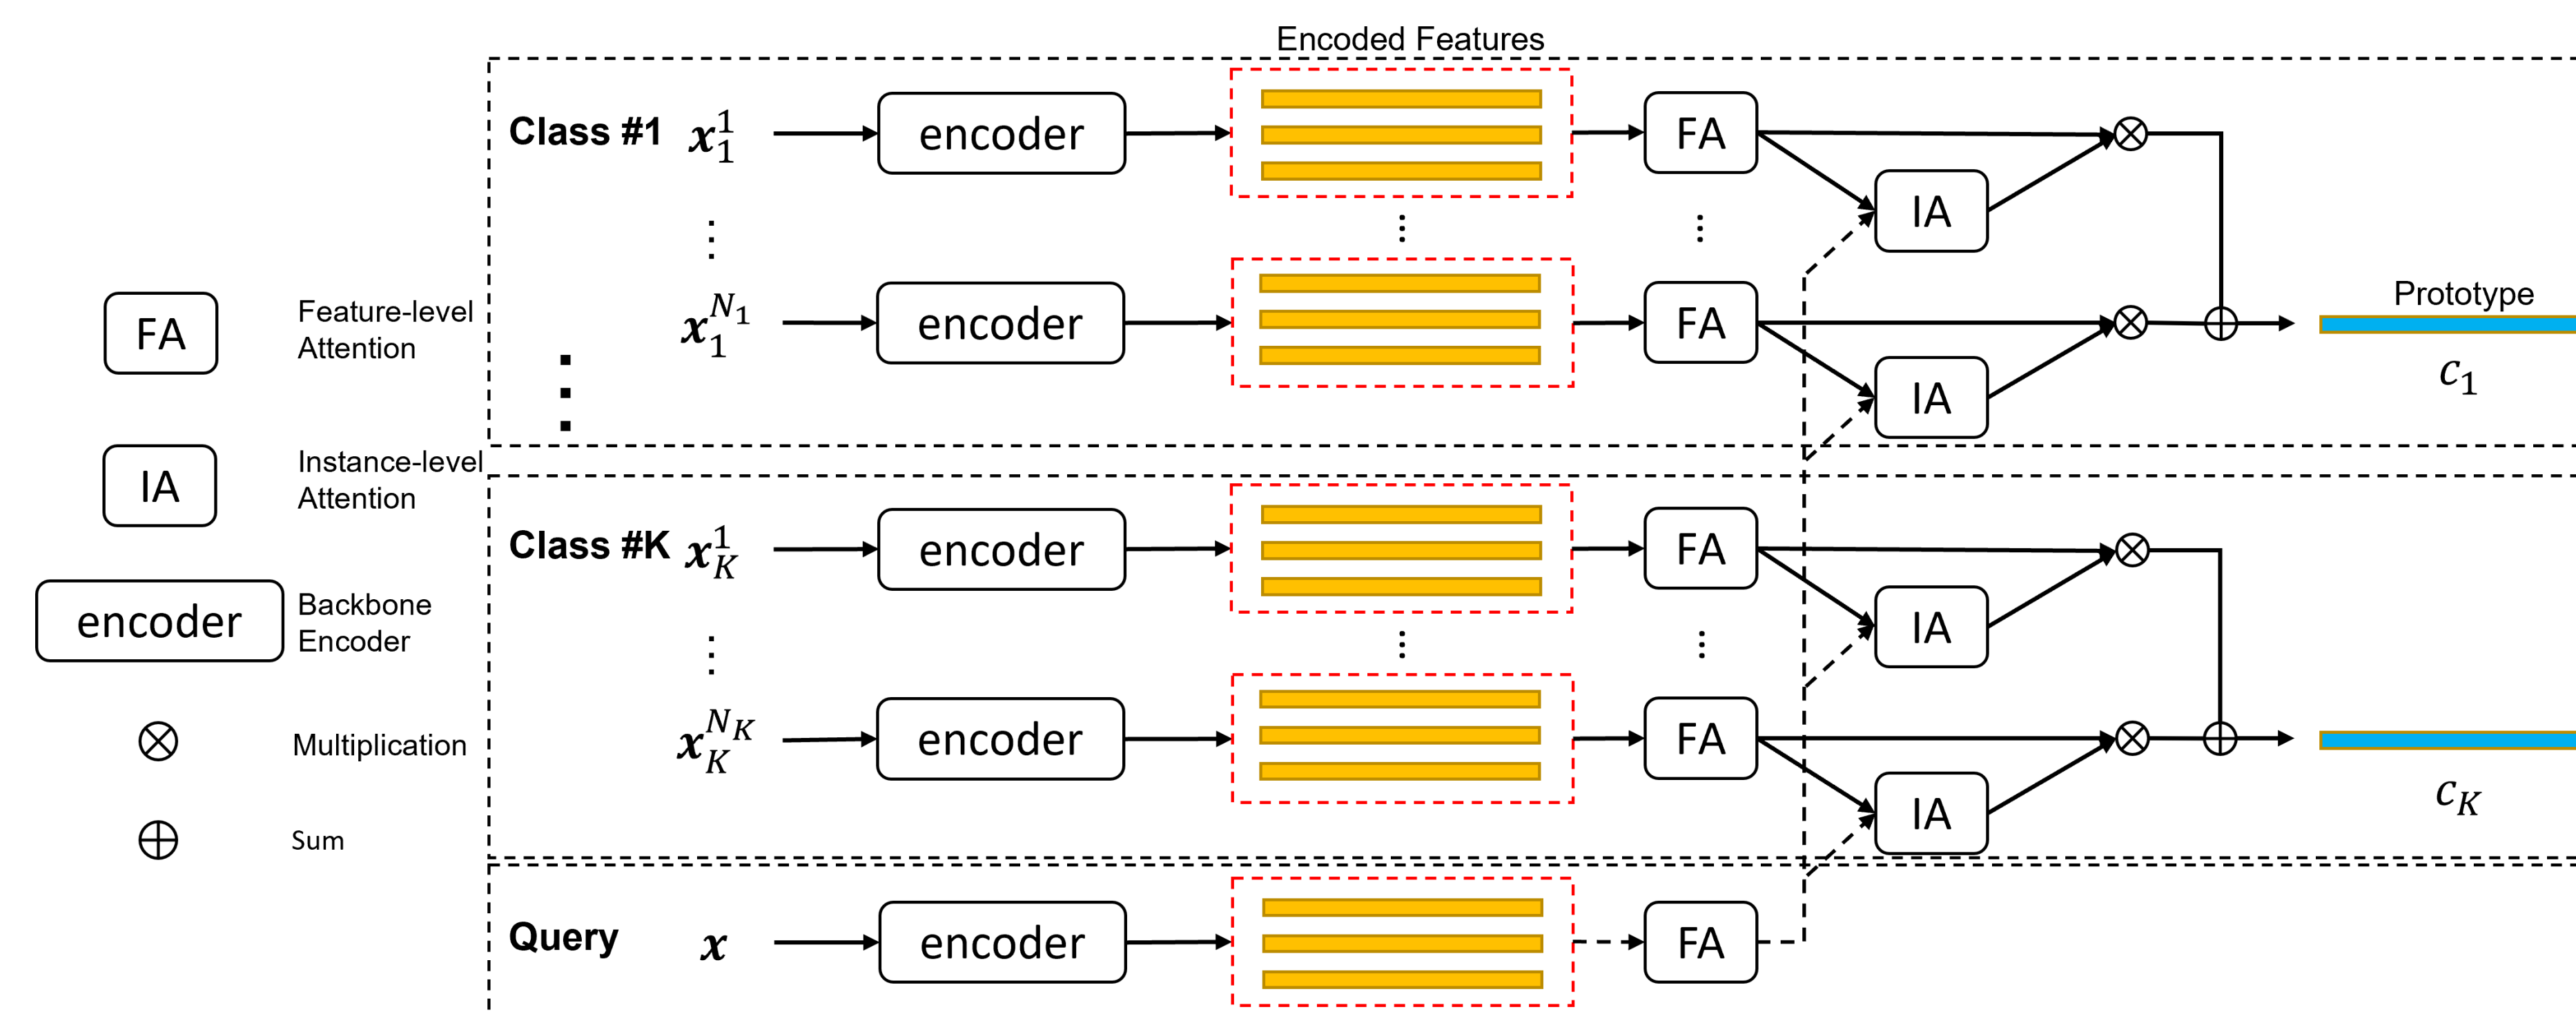 Encoded Features
Class #1 x_1^1 encoder FA
IA
x_1^{N_1} encoder FA
IA
Prototype
c_1
Class #K x_K^1 encoder FA
IA
x_K^{N_K} encoder FA
IA
c_K
Query x encoder FA
FA
Feature-level
Attention
IA
Instance-level
Attention
encoder
Backbone
Encoder
Multiplication
Sum